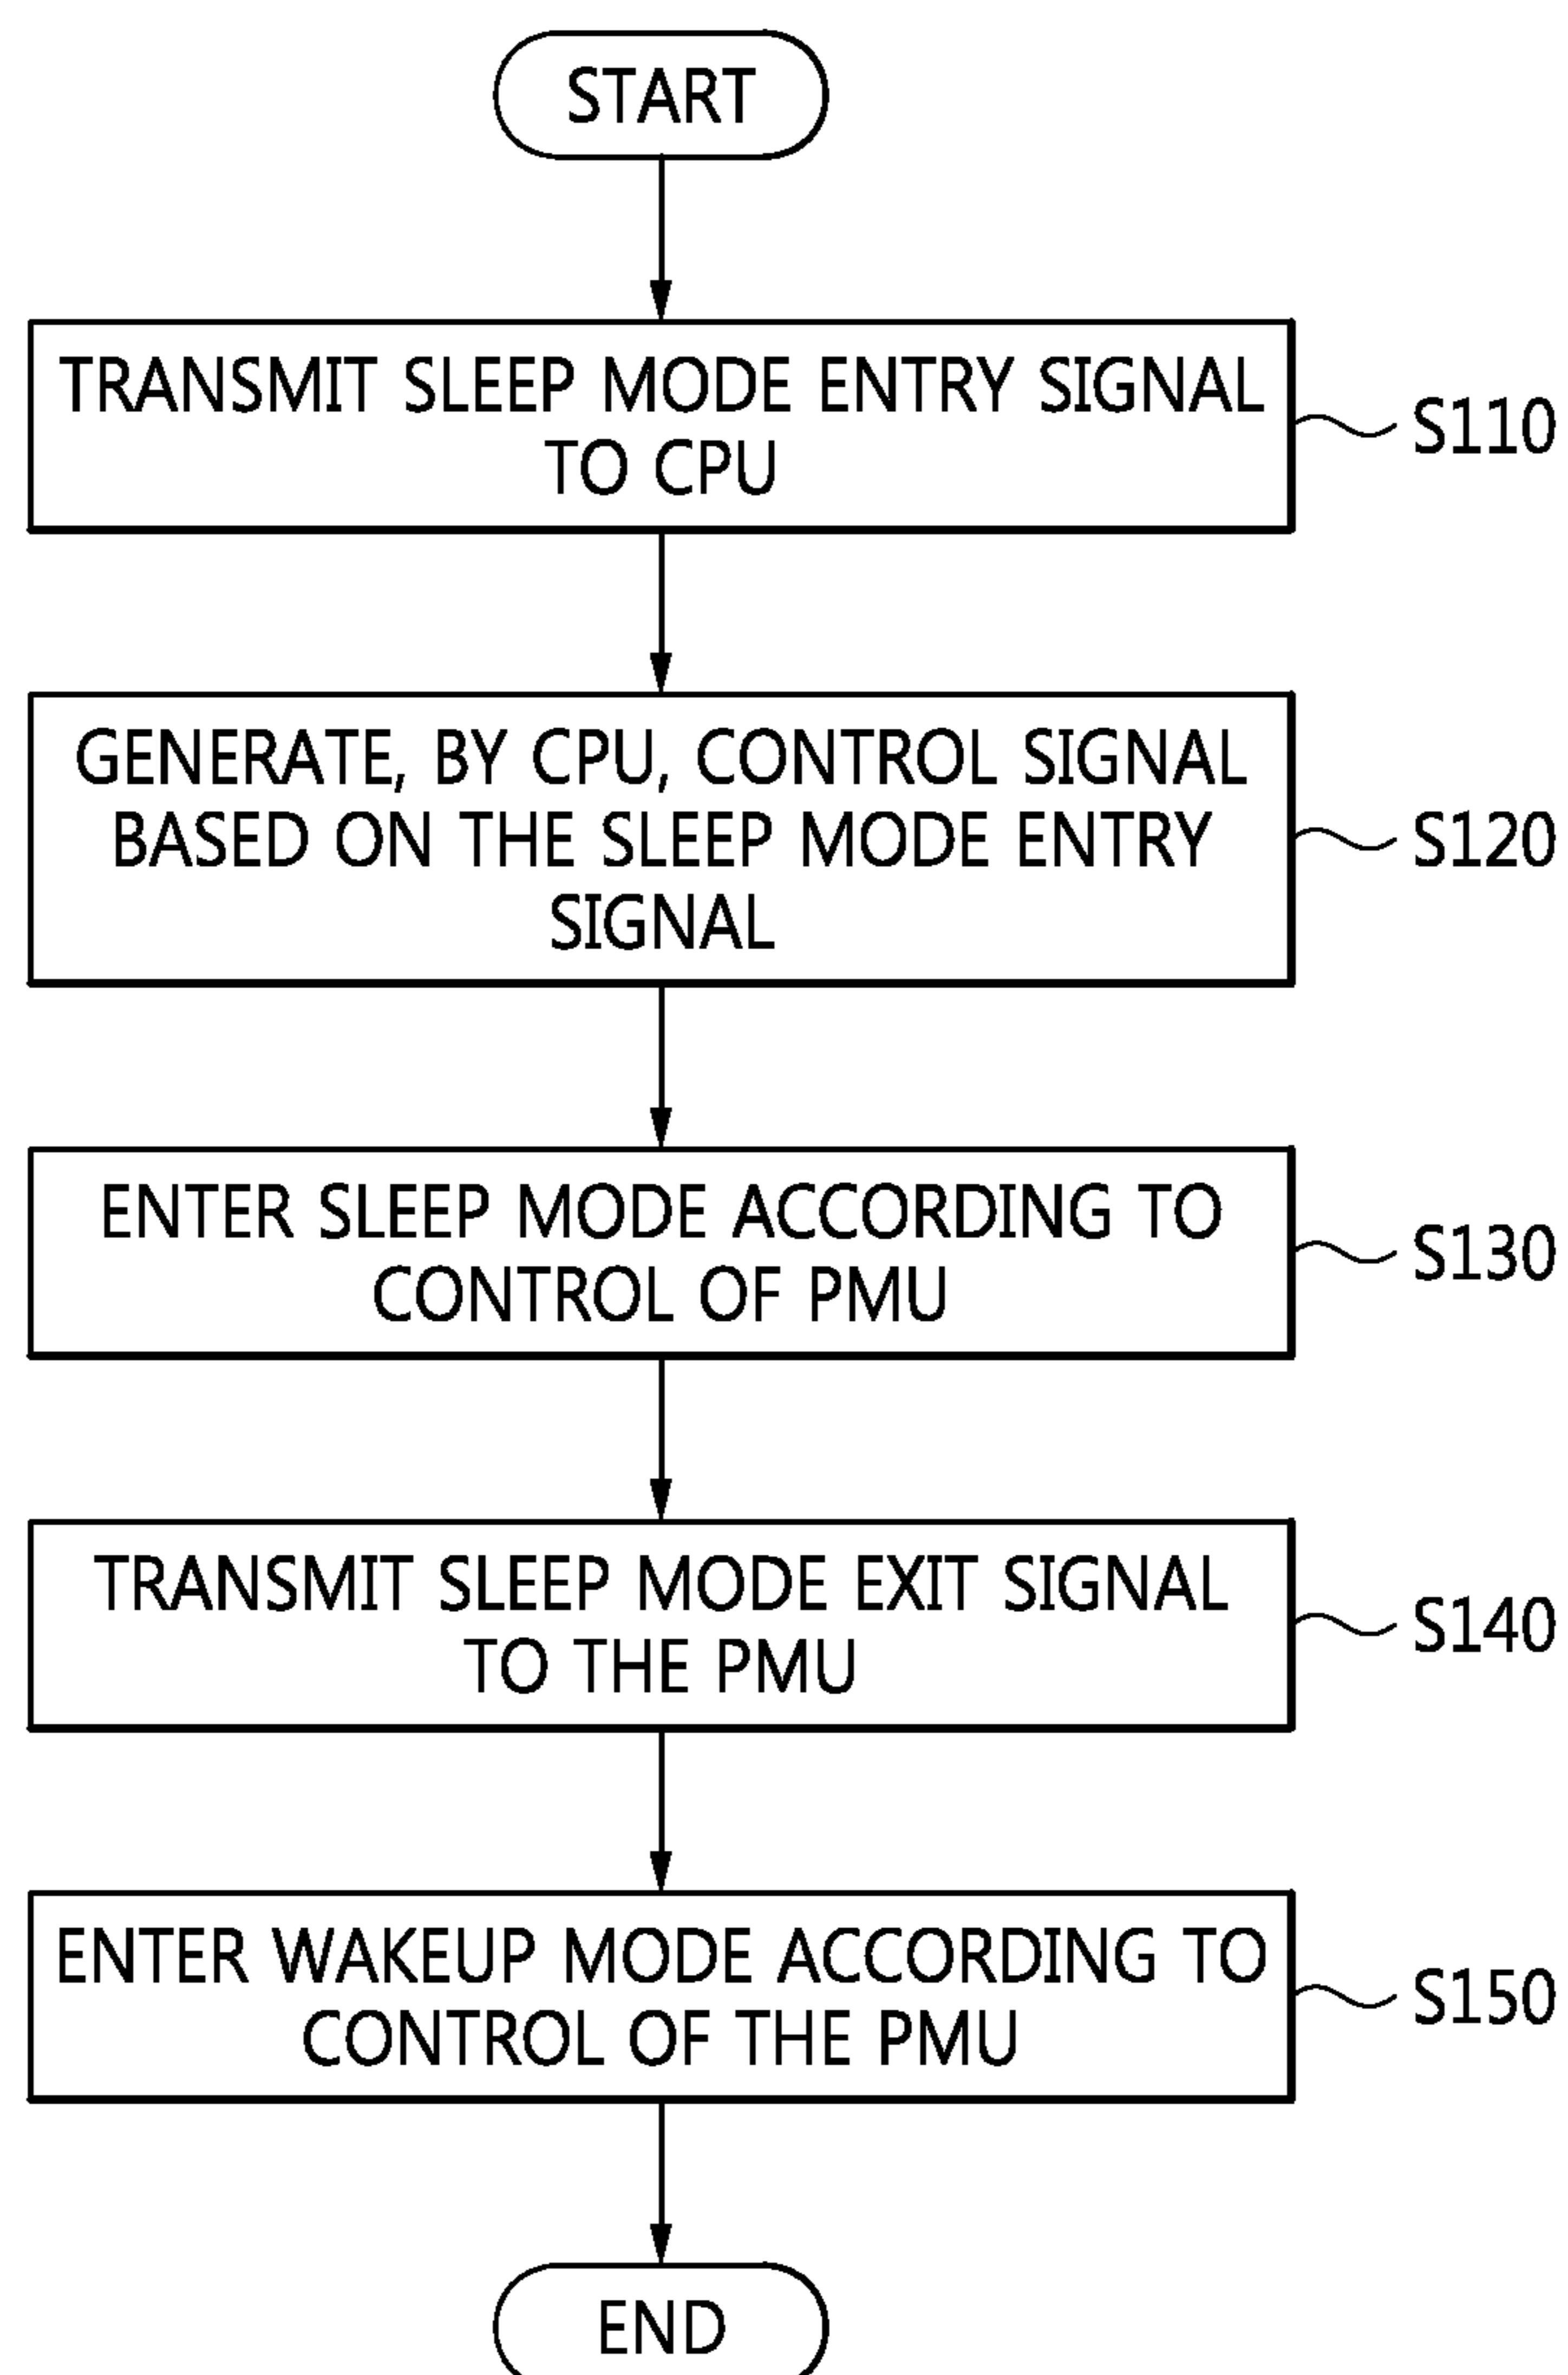 START
TRANSMIT SLEEP MODE ENTRY SIGNAL
TO CPU
S110
GENERATE, BY CPU, CONTROL SIGNAL
BASED ON THE SLEEP MODE ENTRY
SIGNAL
S120
ENTER SLEEP MODE ACCORDING TO
CONTROL OF PMU
S130
TRANSMIT SLEEP MODE EXIT SIGNAL
TO THE PMU
S140
ENTER WAKEUP MODE ACCORDING TO
CONTROL OF THE PMU
S150
END